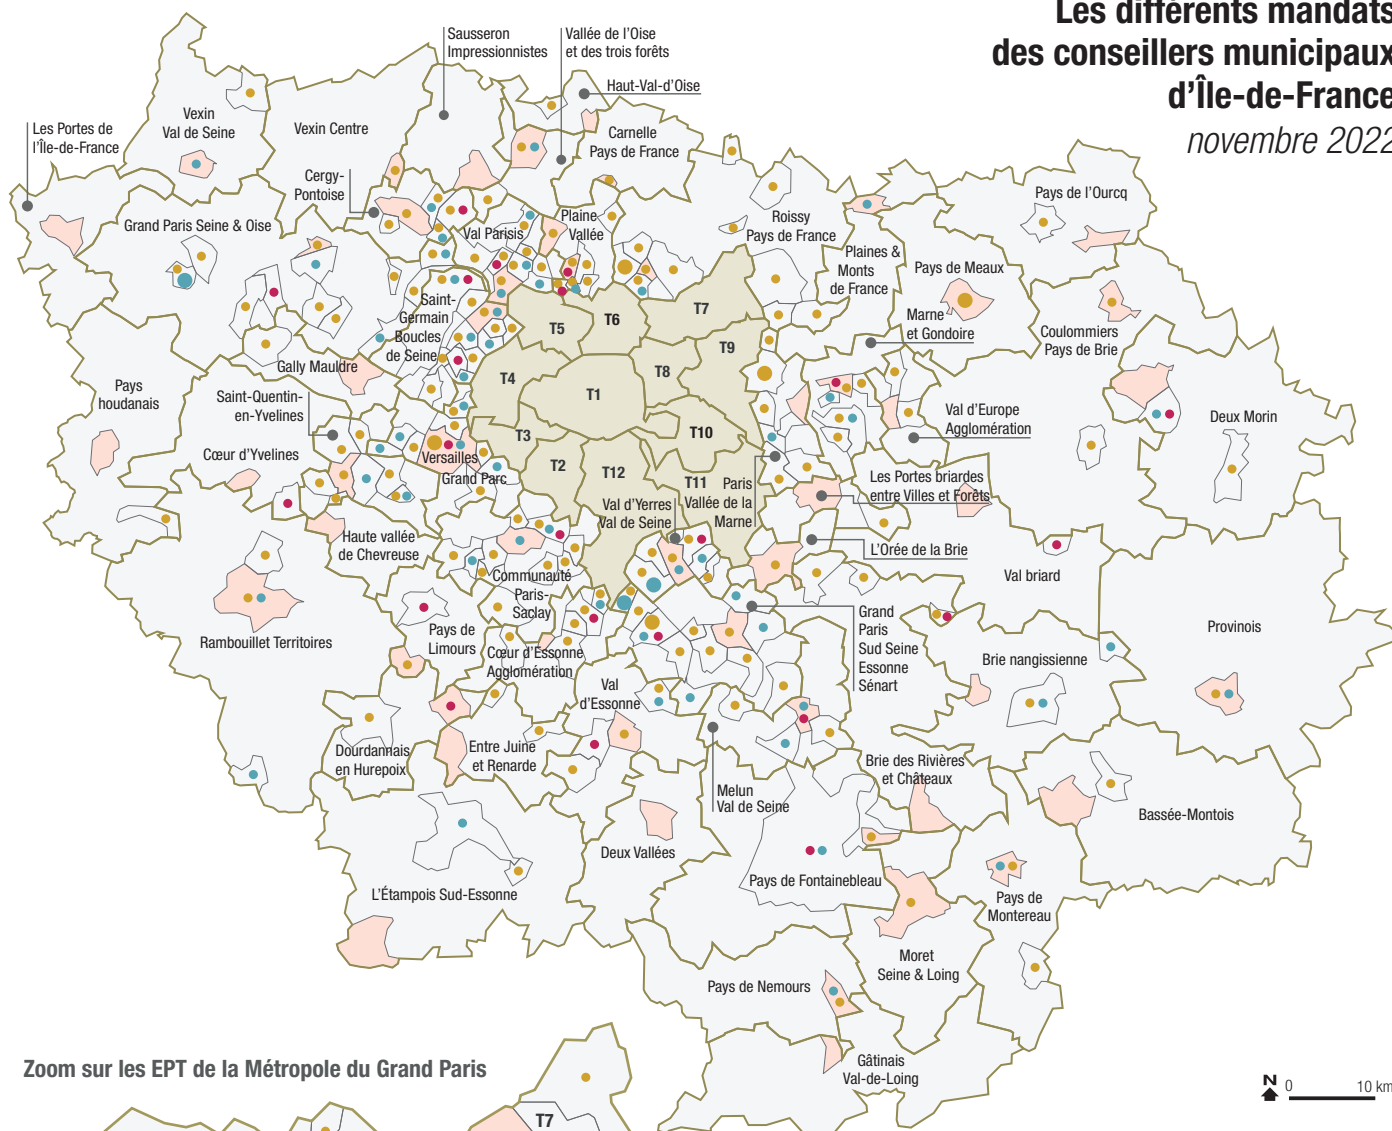 Les différents mandats
des conseillers municipaux
d'Île-de-France
novembre 2022
Sausseron
Impressionnistes
Vallée de l'Oise
et des trois forêts
Haut-Val-d'Oise
Vexin
Val de Seine
Vexin Centre
Carnelle
Pays de France
Les Portes de
l'Île-de-France
Cergy-
Pontoise
Pays de l'Ourcq
Grand Paris Seine & Oise
Val Parisis
Plaine
Vallée
Roissy
Pays de France
Plaines &
Monts
de France
Pays de Meaux
Saint-
Germain
Boucles
de Seine
T5
T6
T7
Marne
et Gondoire
Coulommiers
Pays de Brie
T9
Gally Mauldre
T4
T8
Pays
houdanais
T1
Saint-Quentin-
en-Yvelines
Val d'Europe
Agglomération
Deux Morin
T3
T10
Cœur d'Yvelines
Versailles
Grand Parc
T2
T12
T11
Paris
Vallée de la
Marne
Les Portes briardes
entre Villes et Forêts
Val d'Yerres
Val de Seine
Haute vallée
de Chevreuse
L'Orée de la Brie
Communauté
Paris-
Saclay
Val briard
Rambouillet Territoires
Pays de
Limours
Cœur d'Essonne
Agglomération
Grand
Paris
Sud Seine
Essonne
Sénart
Provinois
Brie nangissienne
Val
d'Essonne
Dourdannais
en Hurepoix
Entre Juine
et Renarde
Melun
Val de Seine
Brie des Rivières
et Châteaux
Bassée-Montois
Deux Vallées
L'Étampois Sud-Essonne
Pays de Fontainebleau
Pays de
Montereau
Moret
Seine & Loing
Pays de Nemours
Gâtinais
Val-de-Loing
Zoom sur les EPT de la Métropole du Grand Paris
N
0
10 km
T7